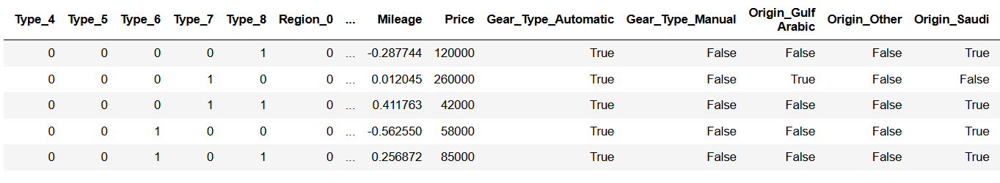 Type_4 Type_5 Type_6 Type_7 Type_8 Region_0 ... Mileage Price Gear_Type_Automatic Gear_Type_Manual Origin_Gulf Arabic Origin_Other Origin_Saudi
0 0 0 0 1 0 ... -0.287744 120000 True False False False True
0 0 0 1 0 0 ... 0.012045 260000 True False True False False
0 0 0 1 1 0 ... 0.411763 42000 True False False False True
0 0 1 0 0 0 ... -0.562550 58000 True False False False True
0 0 1 0 1 0 ... 0.256872 85000 True False False False True